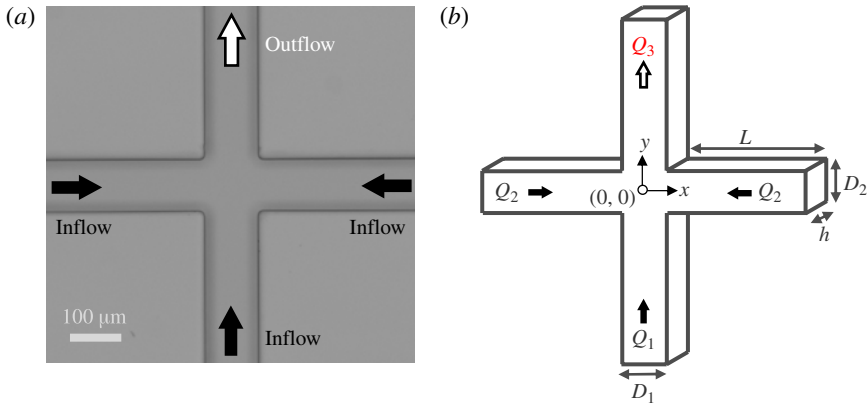 (a)
Outflow
Inflow
Inflow
Inflow
100 μm
(b)
Q3
y
L
Q2
(0, 0)
x
Q2
D2
h
Q1
D1